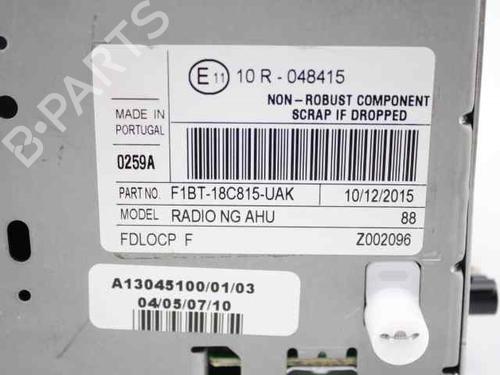 E 11 10 R - 048415
NON - ROBUST COMPONENT
SCRAP IF DROPPED
MADE IN
PORTUGAL
0259A
PART NO. F1BT-18C815-UAK 10/12/2015
MODEL RADIO NG AHU 88
FDLOCP F Z002096
A13045100/01/03
04/05/07/10
B-PARTS